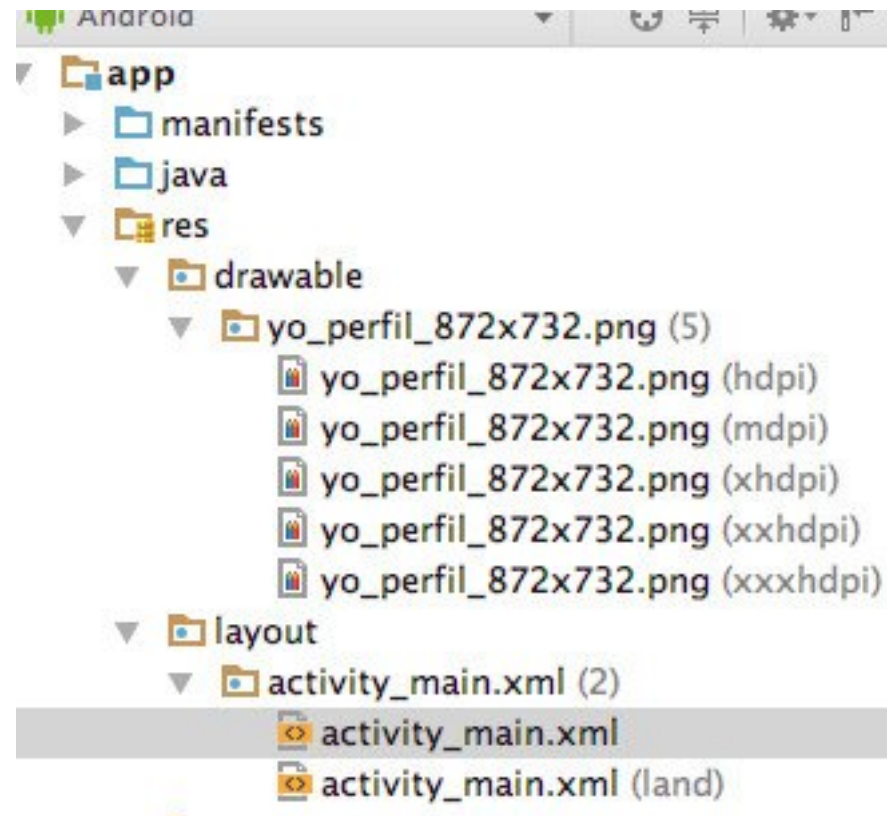 Android
app
manifests
java
res
drawable
yo_perfil_872x732.png (5)
yo_perfil_872x732.png (hdpi)
yo_perfil_872x732.png (mdpi)
yo_perfil_872x732.png (xhdpi)
yo_perfil_872x732.png (xxhdpi)
yo_perfil_872x732.png (xxxhdpi)
layout
activity_main.xml (2)
activity_main.xml
activity_main.xml (land)